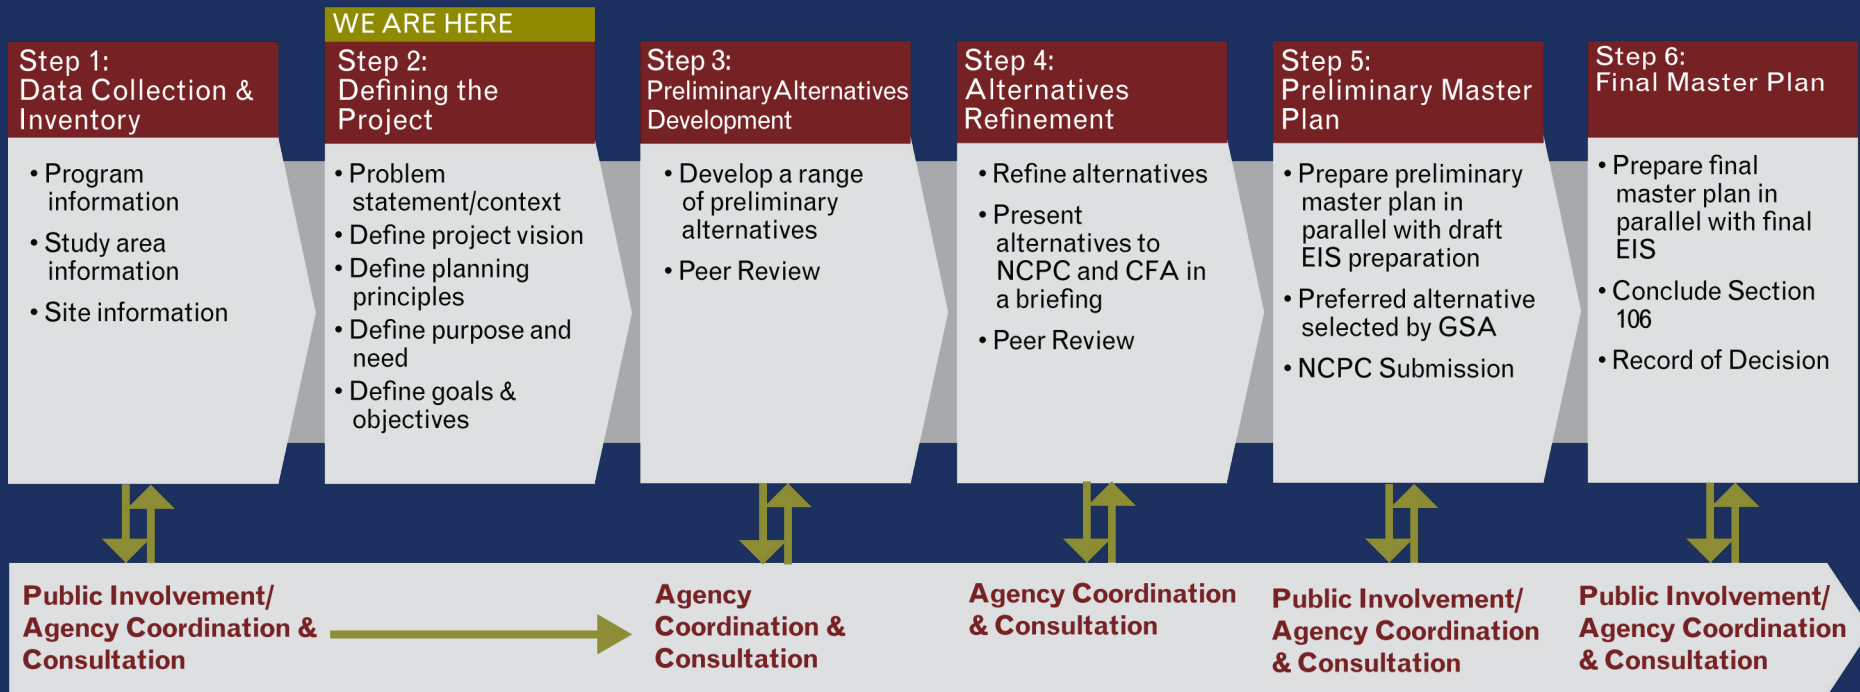 WE ARE HERE
Step 1:
Data Collection &
Inventory
• Program
information
• Study area
information
• Site information
Step 2:
Defining the
Project
• Problem
statement/context
• Define project vision
• Define planning
principles
• Define purpose and
need
• Define goals &
objectives
Step 3:
Preliminary Alternatives
Development
• Develop a range
of preliminary
alternatives
• Peer Review
Step 4:
Alternatives
Refinement
• Refine alternatives
• Present
alternatives to
NCPC and CFA in
a briefing
• Peer Review
Step 5:
Preliminary Master
Plan
• Prepare preliminary
master plan in
parallel with draft
EIS preparation
• Preferred alternative
selected by GSA
• NCPC Submission
Step 6:
Final Master Plan
• Prepare final
master plan in
parallel with final
EIS
• Conclude Section
106
• Record of Decision
Public Involvement/
Agency Coordination &
Consultation
Agency
Coordination &
Consultation
Agency Coordination
& Consultation
Public Involvement/
Agency Coordination
& Consultation
Public Involvement/
Agency Coordination
& Consultation